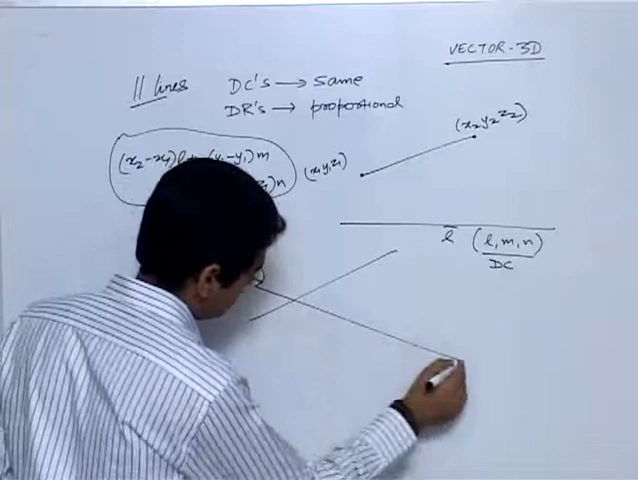 VECTOR-3D
|| lines
DC's → same
DR's → proportional
(x₂-x₁)l (y₂-y₁)m
)n
(x₁y₁z₁)
(x₂y₂z₂)
l (l,m,n)
DC